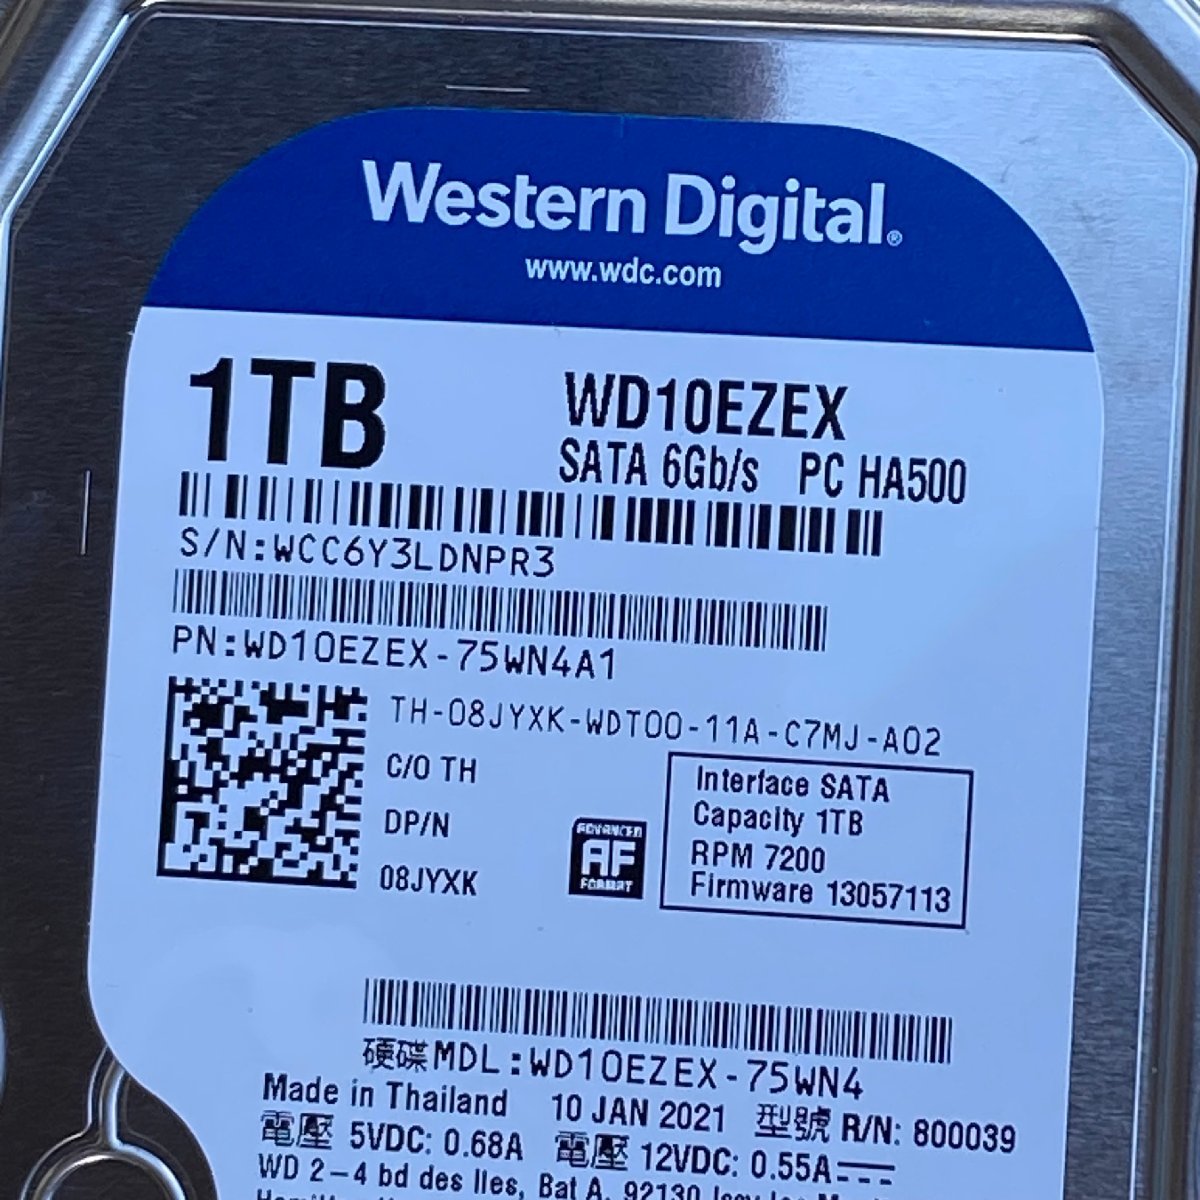 Western Digital®
www.wdc.com
1TB
WD10EZEX
SATA 6Gb/s PC HA500
S/N:WCC6Y3LDNPR3
PN:WD10EZEX-75WN4A1
TH-08JYXK-WDT00-11A-C7MJ-A02
C/O TH
DP/N
08JYXK
ADVANCED
AF
FORMAT
Interface SATA
Capacity 1TB
RPM 7200
Firmware 13057113
硬碟MDL:WD10EZEX-75WN4
Made in Thailand 10 JAN 2021 型號 R/N: 800039
電壓 5VDC: 0.68A 電壓 12VDC: 0.55A
WD 2-4 bd des Iles, Bat A, 92130